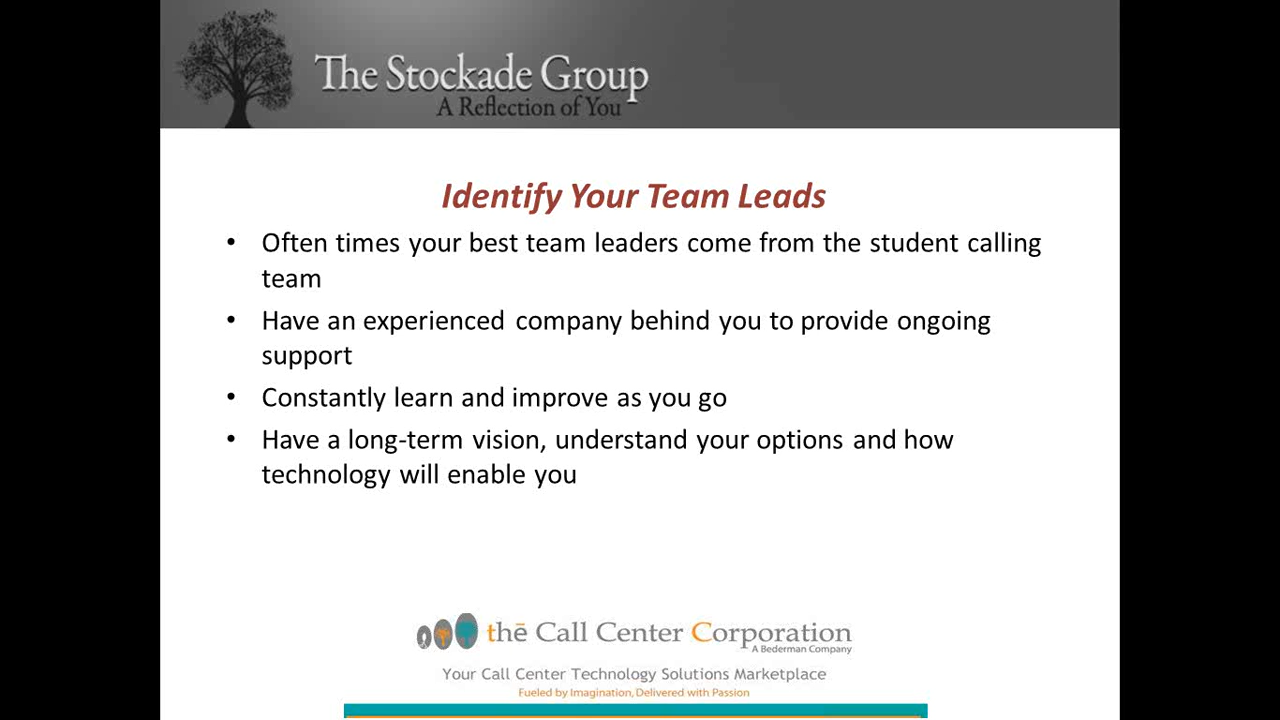 The Stockade Group
A Reflection of You
Identify Your Team Leads
• Often times your best team leaders come from the student calling
team
• Have an experienced company behind you to provide ongoing
support
• Constantly learn and improve as you go
• Have a long-term vision, understand your options and how
technology will enable you
thē Call Center Corporation
A Bederman Company
Your Call Center Technology Solutions Marketplace
Fueled by Imagination, Delivered with Passion